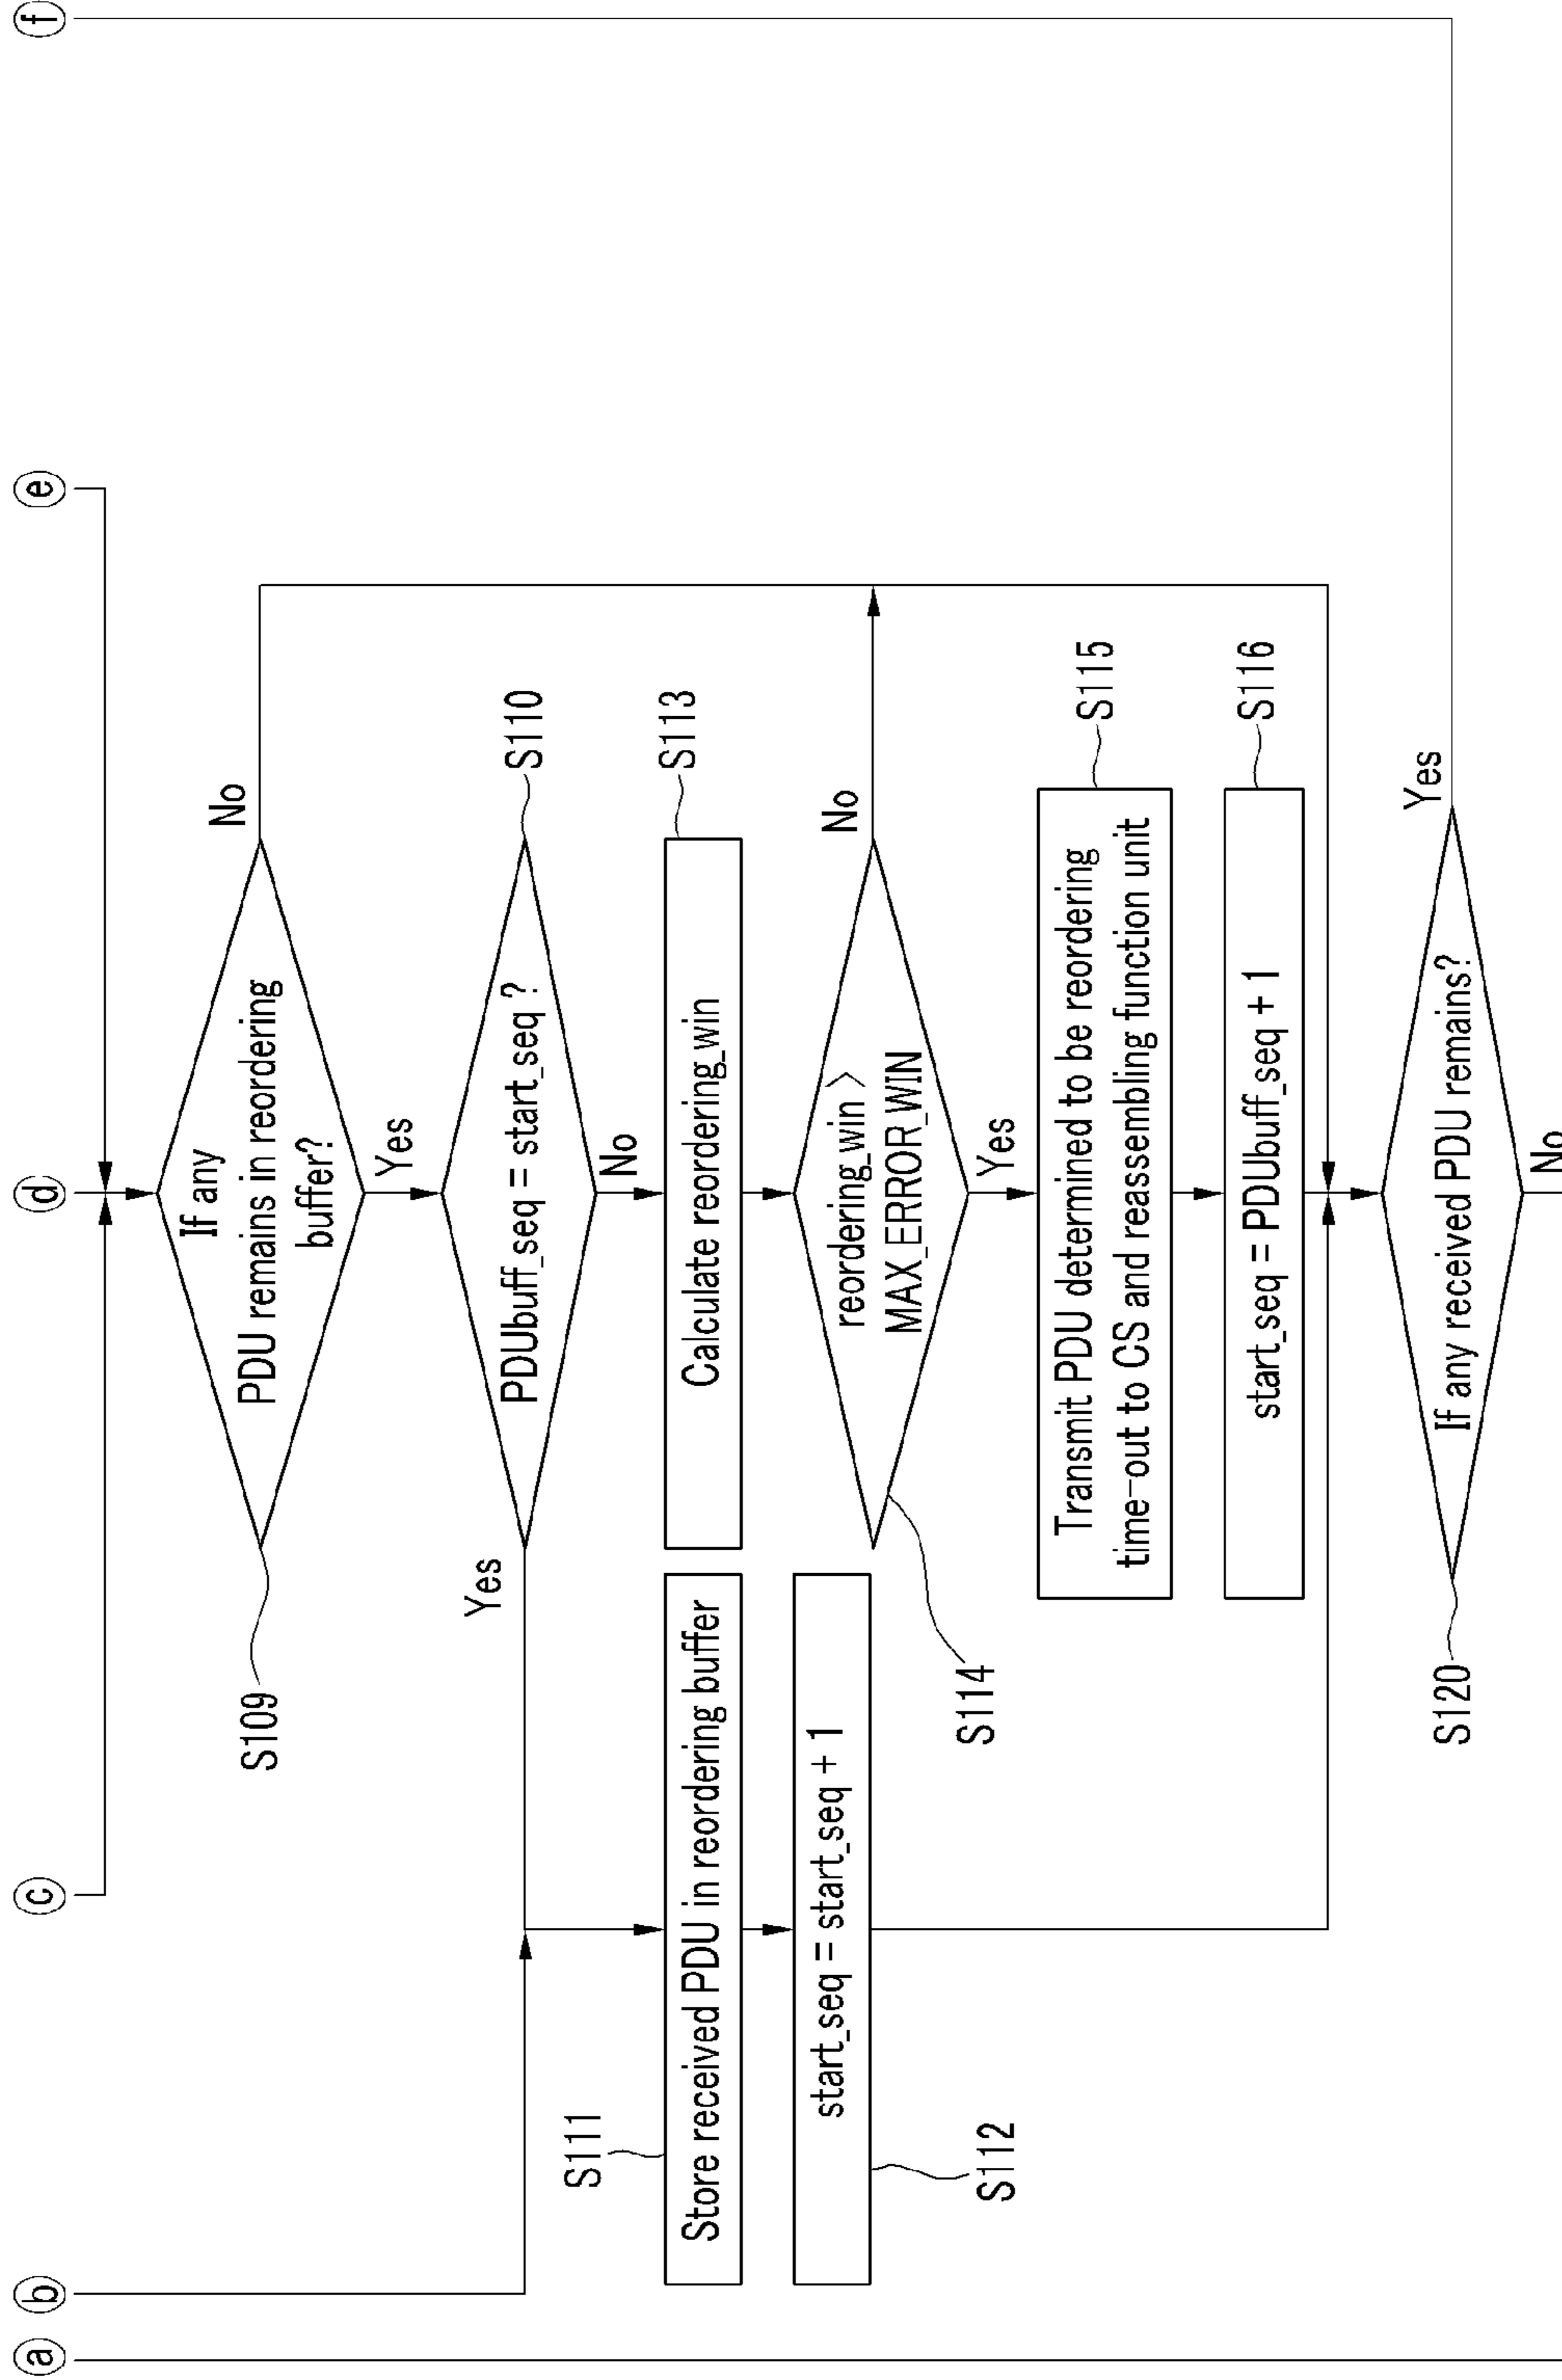 ⓐ
ⓑ
ⓒ
ⓓ
ⓔ
ⓕ
If any
PDU remains in reordering
buffer?
S109
No
Yes
PDUbuff_seq = start_seq ?
S110
Yes
No
S111
Store received PDU in reordering buffer
Calculate reordering_win
S113
start_seq = start_seq + 1
S112
reordering_win >
MAX_ERROR_WIN
S114
No
Yes
Transmit PDU determined to be reordering
time-out to CS and reassembling function unit
S115
start_seq = PDUbuff_seq + 1
S116
If any received PDU remains?
S120
Yes
No